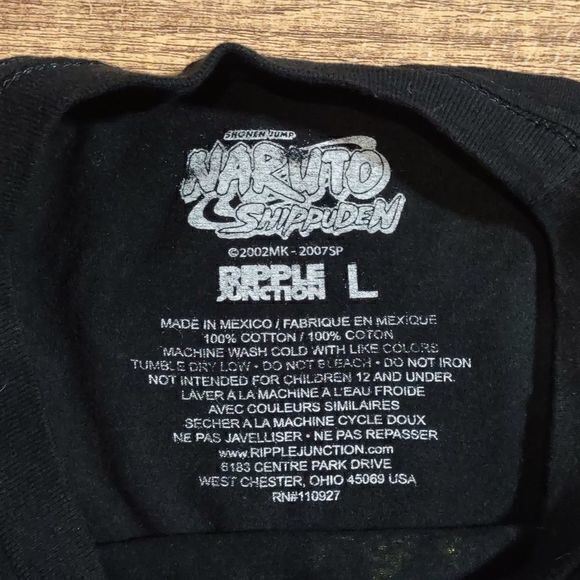 SHONEN JUMP
NARUTO
SHIPPUDEN
©2002MK - 2007SP
RIPPLE
JUNCTION L
MADE IN MEXICO / FABRIQUE EN MEXIQUE
100% COTTON / 100% COTON
MACHINE WASH COLD WITH LIKE COLORS
TUMBLE DRY LOW • DO NOT BLEACH • DO NOT IRON
NOT INTENDED FOR CHILDREN 12 AND UNDER.
LAVER A LA MACHINE A L'EAU FROIDE
AVEC COULEURS SIMILAIRES
SECHER A LA MACHINE CYCLE DOUX
NE PAS JAVELLISER • NE PAS REPASSER
www.RIPPLEJUNCTION.com
6183 CENTRE PARK DRIVE
WEST CHESTER, OHIO 45069 USA
RN#110927